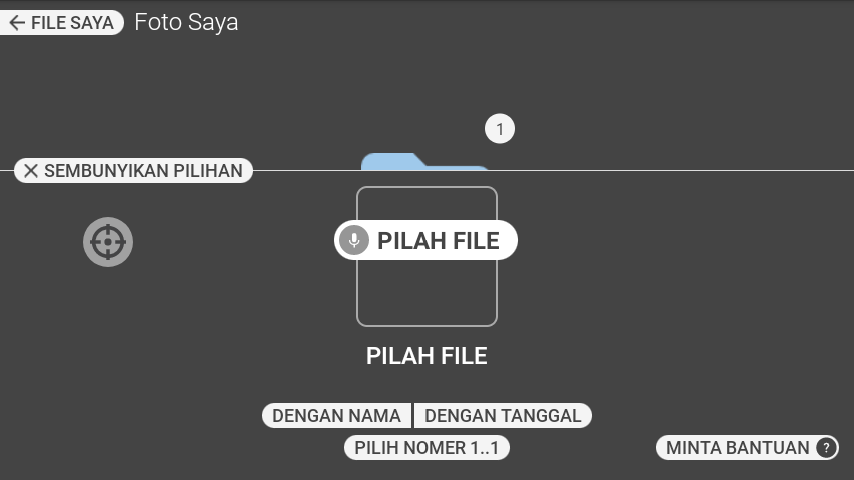 FILE SAYA Foto Saya
1
SEMBUNYIKAN PILIHAN
PILAH FILE
PILAH FILE
DENGAN NAMA DENGAN TANGGAL
PILIH NOMER 1..1
MINTA BANTUAN ?